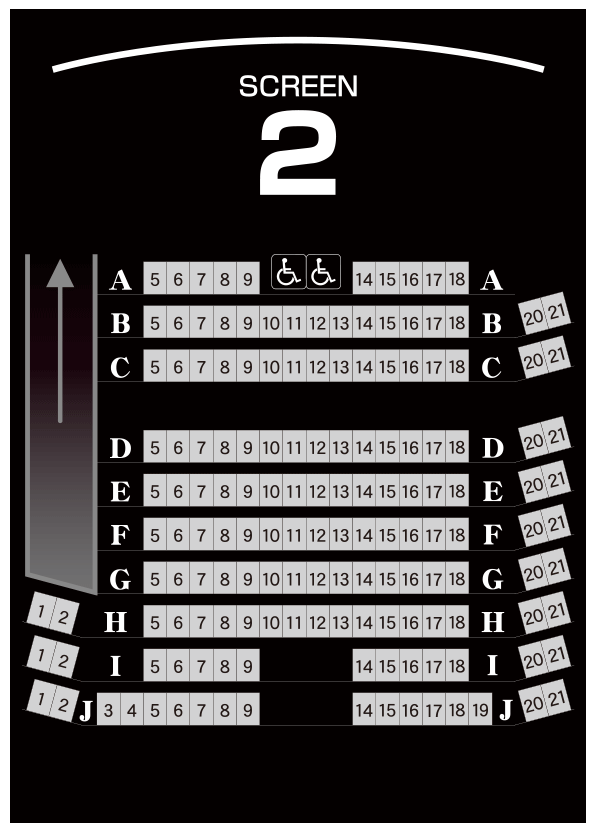 SCREEN
2
A 5 6 7 8 9 14 15 16 17 18 A
B 5 6 7 8 9 10 11 12 13 14 15 16 17 18 B 20 21
C 5 6 7 8 9 10 11 12 13 14 15 16 17 18 C 20 21
D 5 6 7 8 9 10 11 12 13 14 15 16 17 18 D 20 21
E 5 6 7 8 9 10 11 12 13 14 15 16 17 18 E 20 21
F 5 6 7 8 9 10 11 12 13 14 15 16 17 18 F 20 21
G 5 6 7 8 9 10 11 12 13 14 15 16 17 18 G 20 21
1 2 H 5 6 7 8 9 10 11 12 13 14 15 16 17 18 H 20 21
1 2 I 5 6 7 8 9 14 15 16 17 18 I 20 21
1 2 J 3 4 5 6 7 8 9 14 15 16 17 18 19 J 20 21